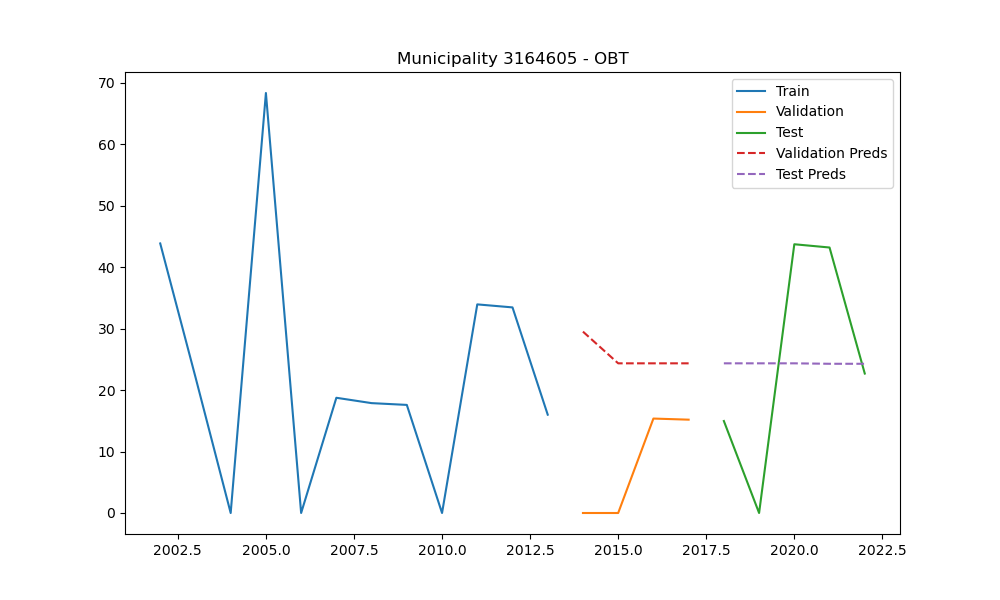 Municipality 3164605 - OBT
70
60
50
40
30
20
10
0
Train
Validation
Test
Validation Preds
Test Preds
2002.5 2005.0 2007.5 2010.0 2012.5 2015.0 2017.5 2020.0 2022.5